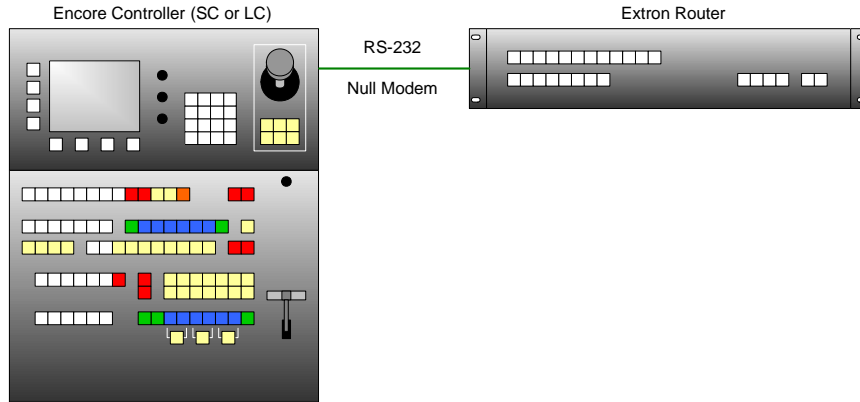 Encore Controller (SC or LC)
Extron Router
RS-232
Null Modem